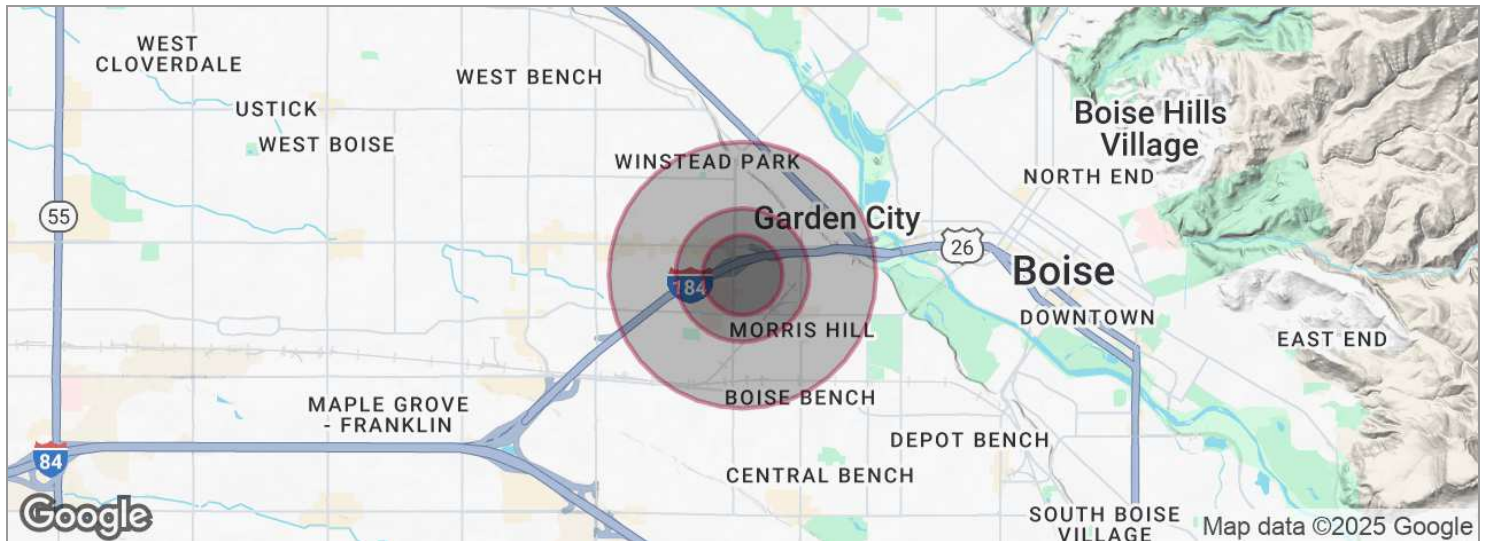 WEST
CLOVERDALE
WEST BENCH
USTICK
WEST BOISE
WINSTEAD PARK
Boise Hills
Village
NORTH END
55
Garden City
26
184
Boise
DOWNTOWN
MORRIS HILL
EAST END
BOISE BENCH
MAPLE GROVE
- FRANKLIN
DEPOT BENCH
84
CENTRAL BENCH
SOUTH BOISE
VILLAGE
Google
Map data ©2025 Google